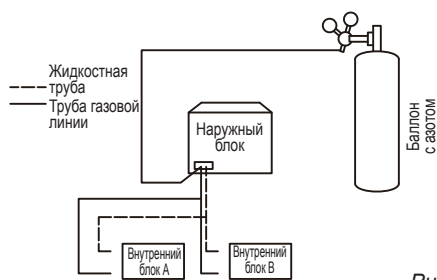 Жидкостная
труба
Труба газовой
линии
Наружный
блок
Баллон
с азотом
Внутренний
блок A
Внутренний
блок B